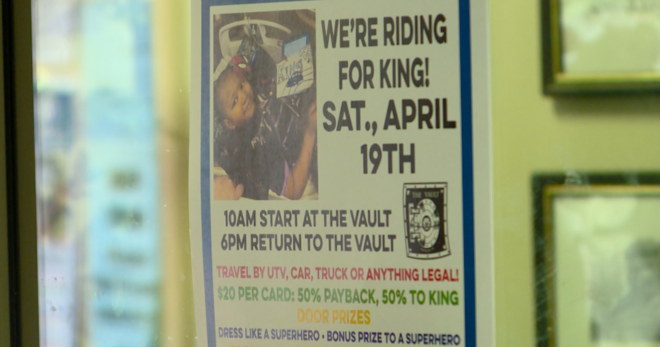 WE'RE RIDING
FOR KING!
SAT., APRIL
19TH
THE VAULT
10AM START AT THE VAULT
6PM RETURN TO THE VAULT
TRAVEL BY UTV, CAR, TRUCK OR ANYTHING LEGAL!
$20 PER CARD: 50% PAYBACK, 50% TO KING
DOOR PRIZES
DRESS LIKE A SUPERHERO • BONUS PRIZE TO A SUPERHERO